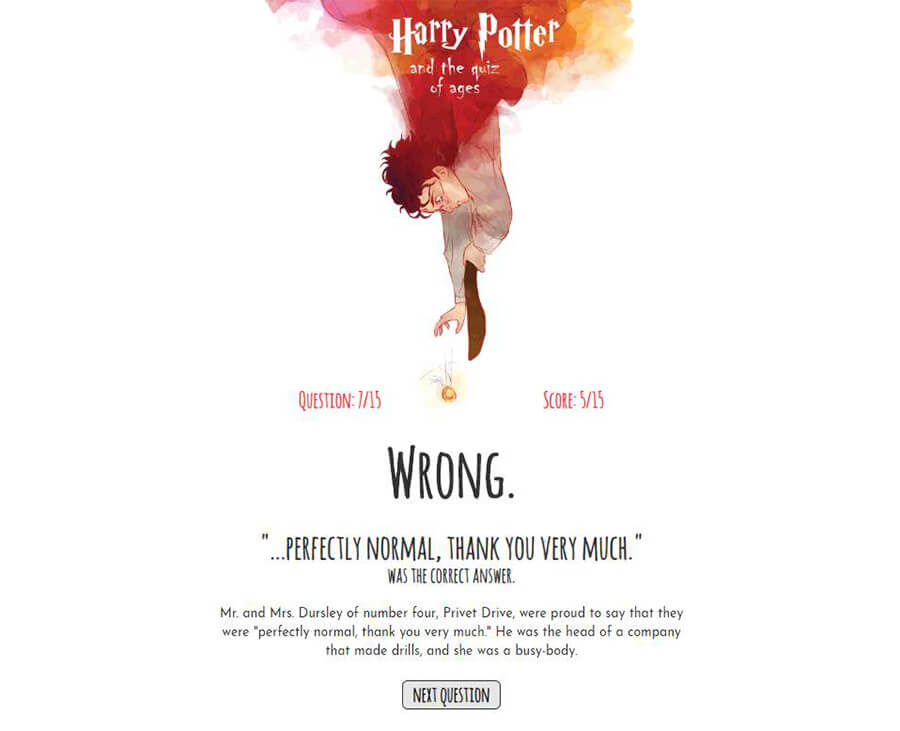 Harry Potter
and the quiz
of ages
Question: 7/15
Score: 5/15
Wrong.
"...perfectly normal, thank you very much."
was the correct answer.
Mr. and Mrs. Dursley of number four, Privet Drive, were proud to say that they
were "perfectly normal, thank you very much." He was the head of a company
that made drills, and she was a busy-body.
Next Question